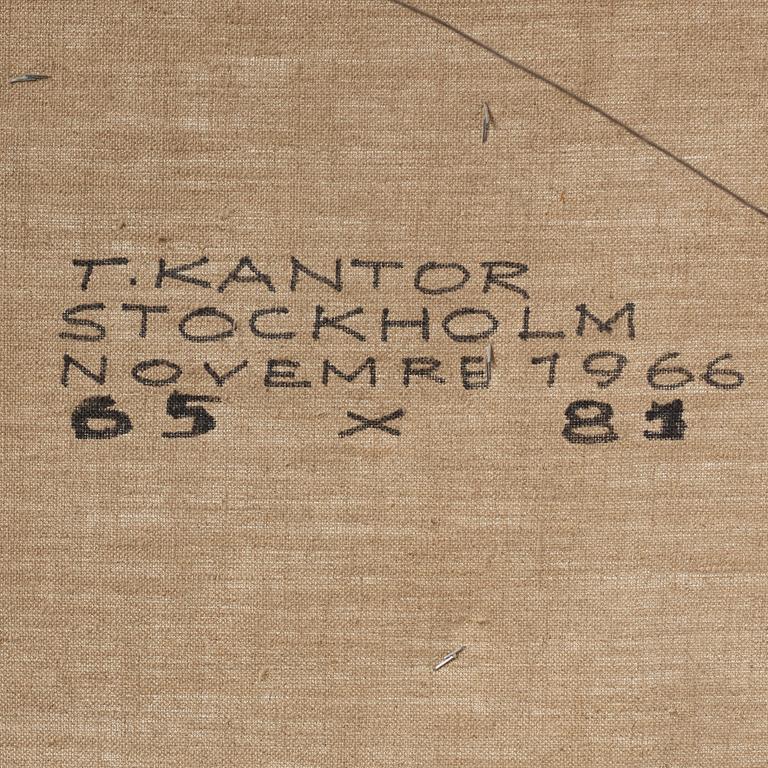 T. KANTOR
STOCKHOLM
NOVEMRE 1966
65 x 81